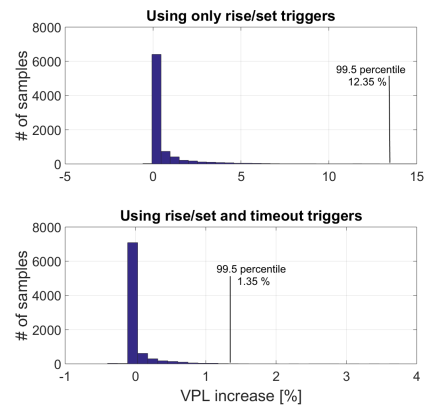 Using only rise/set triggers
8000
6000
4000
2000
0
# of samples
99.5 percentile
12.35 %
-5 0 5 10 15
Using rise/set and timeout triggers
8000
6000
4000
2000
0
# of samples
99.5 percentile
1.35 %
-1 0 1 2 3 4
VPL increase [%]